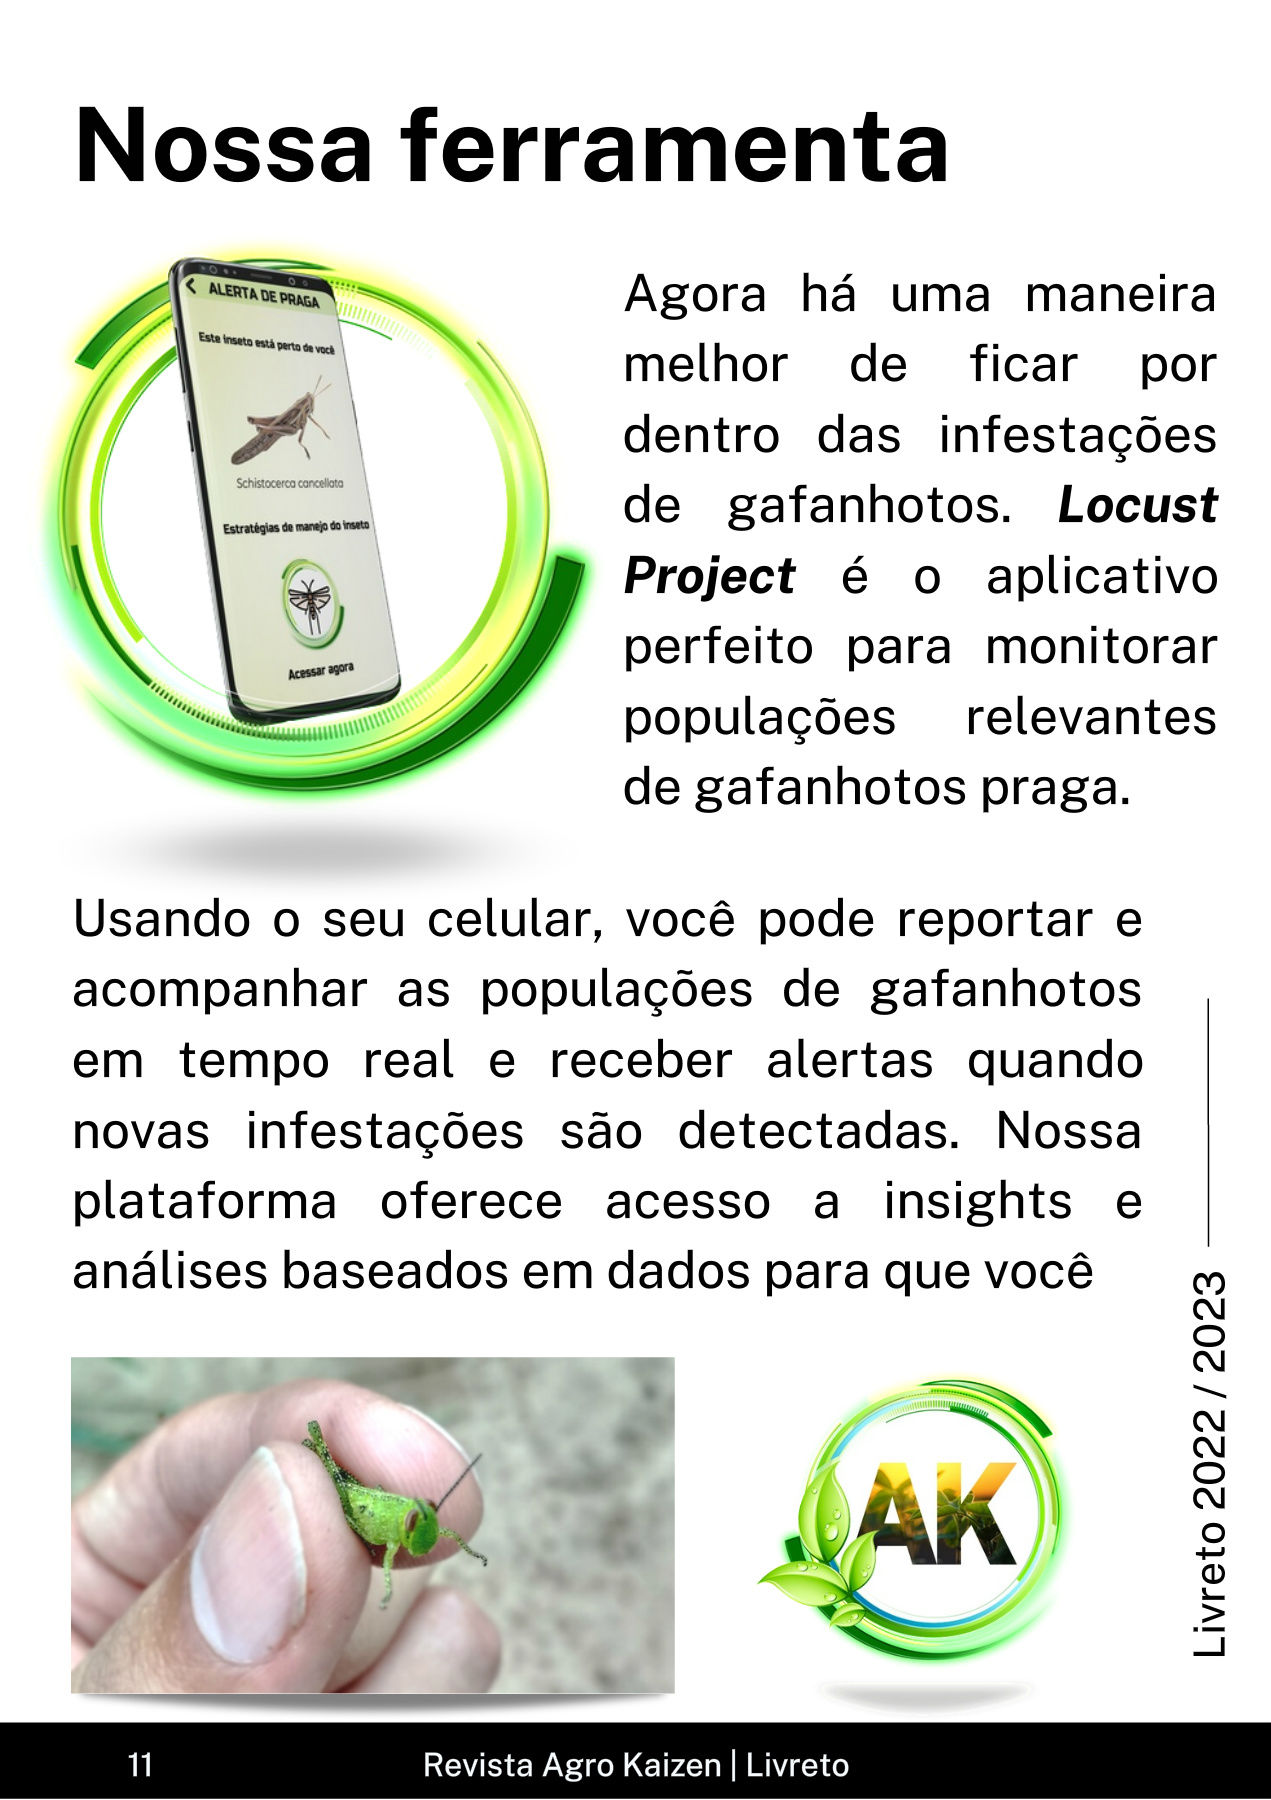 Nossa ferramenta
ALERTA DE PRAGA
Este inseto está perto de você
Schistocerca cancellata
Estratégias de manejo do inseto
Acessar agora
Agora há uma maneira
melhor de ficar por
dentro das infestações
de gafanhotos. Locust
Project é o aplicativo
perfeito para monitorar
populações relevantes
de gafanhotos praga.
Usando o seu celular, você pode reportar e
acompanhar as populações de gafanhotos
em tempo real e receber alertas quando
novas infestações são detectadas. Nossa
plataforma oferece acesso a insights e
análises baseados em dados para que você
AK
Livreto 2022 / 2023
11
Revista Agro Kaizen | Livreto